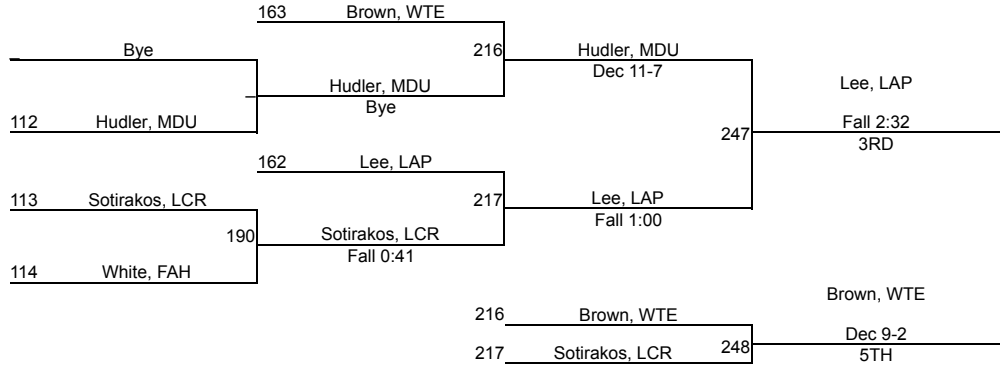 163 Brown, WTE
Bye
216 Hudler, MDU
Dec 11-7
Hudler, MDU
Bye
Lee, LAP
112 Hudler, MDU
247 Fall 2:32
3RD
162 Lee, LAP
113 Sotirakos, LCR
217 Lee, LAP
Fall 1:00
190 Sotirakos, LCR
Fall 0:41
114 White, FAH
Brown, WTE
216 Brown, WTE
Dec 9-2
217 Sotirakos, LCR 248
5TH